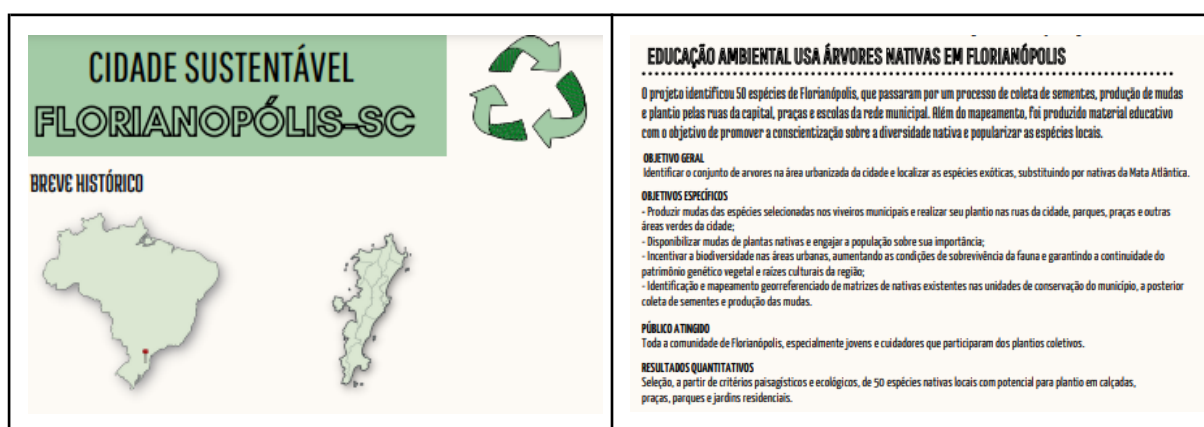 CIDADE SUSTENTÁVEL
FLORIANOPÓLIS-SC
BREVE HISTÓRICO
EDUCAÇÃO AMBIENTAL USA ÁRVORES NATIVAS EM FLORIANÓPOLIS
O projeto identificou 50 espécies de Florianópolis, que passaram por um processo de coleta de sementes, produção de mudas
e plantio pelas ruas da capital, praças e escolas da rede municipal. Além do mapeamento, foi produzido material educativo
com o objetivo de promover a conscientização sobre a diversidade nativa e popularizar as espécies locais.
OBJETIVO GERAL
Identificar o conjunto de arvores na área urbanizada da cidade e localizar as espécies exóticas, substituindo por nativas da Mata Atlântica.
OBJETIVOS ESPECÍFICOS
- Produzir mudas das espécies selecionadas nos viveiros municipais e realizar seu plantio nas ruas da cidade, parques, praças e outras
áreas verdes da cidade;
- Disponibilizar mudas de plantas nativas e engajar a população sobre sua importância;
- Incentivar a biodiversidade nas áreas urbanas, aumentando as condições de sobrevivência da fauna e garantindo a continuidade do
patrimônio genético vegetal e raízes culturais da região;
- Identificação e mapeamento georreferenciado de matrizes de nativas existentes nas unidades de conservação do município, a posterior
coleta de sementes e produção das mudas.
PÚBLICO ATINGIDO
Toda a comunidade de Florianópolis, especialmente jovens e cuidadores que participaram dos plantios coletivos.
RESULTADOS QUANTITATIVOS
Seleção, a partir de critérios paisagísticos e ecológicos, de 50 espécies nativas locais com potencial para plantio em calçadas,
praças, parques e jardins residenciais.